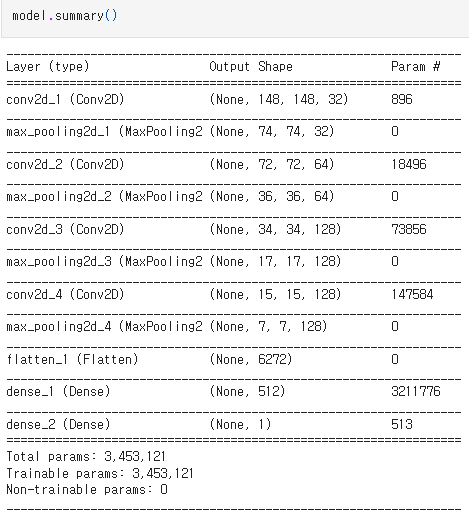 model.summary()
Layer (type) Output Shape Param #
conv2d_1 (Conv2D) (None, 148, 148, 32) 896
max_pooling2d_1 (MaxPooling2 (None, 74, 74, 32) 0
conv2d_2 (Conv2D) (None, 72, 72, 64) 18496
max_pooling2d_2 (MaxPooling2 (None, 36, 36, 64) 0
conv2d_3 (Conv2D) (None, 34, 34, 128) 73856
max_pooling2d_3 (MaxPooling2 (None, 17, 17, 128) 0
conv2d_4 (Conv2D) (None, 15, 15, 128) 147584
max_pooling2d_4 (MaxPooling2 (None, 7, 7, 128) 0
flatten_1 (Flatten) (None, 6272) 0
dense_1 (Dense) (None, 512) 3211776
dense_2 (Dense) (None, 1) 513
Total params: 3,453,121
Trainable params: 3,453,121
Non-trainable params: 0